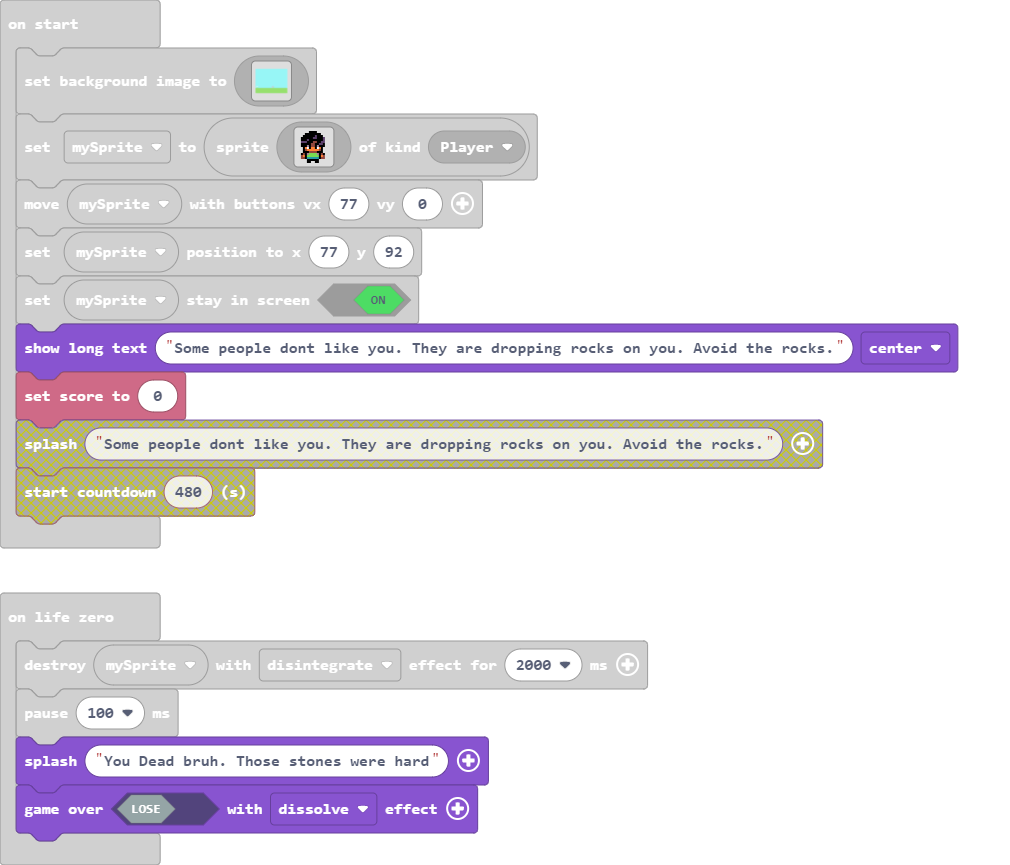 on start
set background image to
set mySprite to sprite of kind Player
move mySprite with buttons vx 77 vy 0
set mySprite position to x 77 y 92
set mySprite stay in screen ON
show long text "Some people dont like you. They are dropping rocks on you. Avoid the rocks." center
set score to 0
splash "Some people dont like you. They are dropping rocks on you. Avoid the rocks."
start countdown 480 (s)
on life zero
destroy mySprite with disintegrate effect for 2000 ms
pause 100 ms
splash "You Dead bruh. Those stones were hard"
game over LOSE with dissolve effect